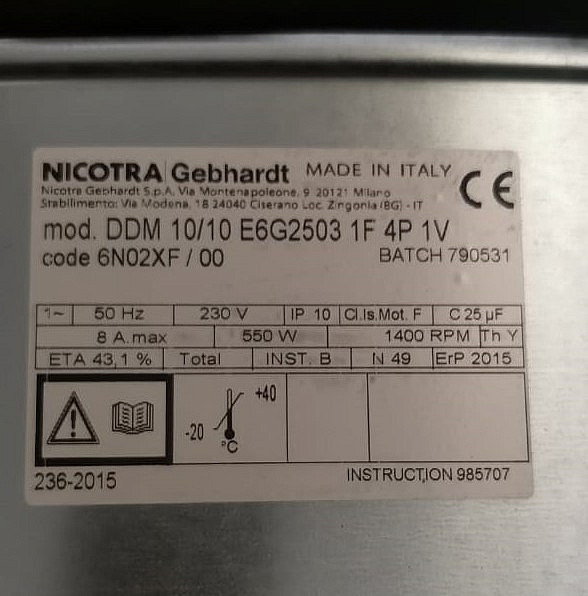 NICOTRA Gebhardt MADE IN ITALY CE
Nicotra Gebhardt S.p.A. Via Montenapoleone, 9 20121 Milano
Stabilimento: Via Modena, 18 24040 Ciserano Loc. Zingonia (BG) - IT
mod. DDM 10/10 E6G2503 1F 4P 1V
code 6N02XF / 00 BATCH 790531
1~ 50 Hz 230 V IP 10 Cl.Is.Mot. F C 25 µF
8 A.max 550 W 1400 RPM Th Y
ETA 43,1 % Total INST. B N 49 ErP 2015
+40
-20
°C
236-2015 INSTRUCTION 985707